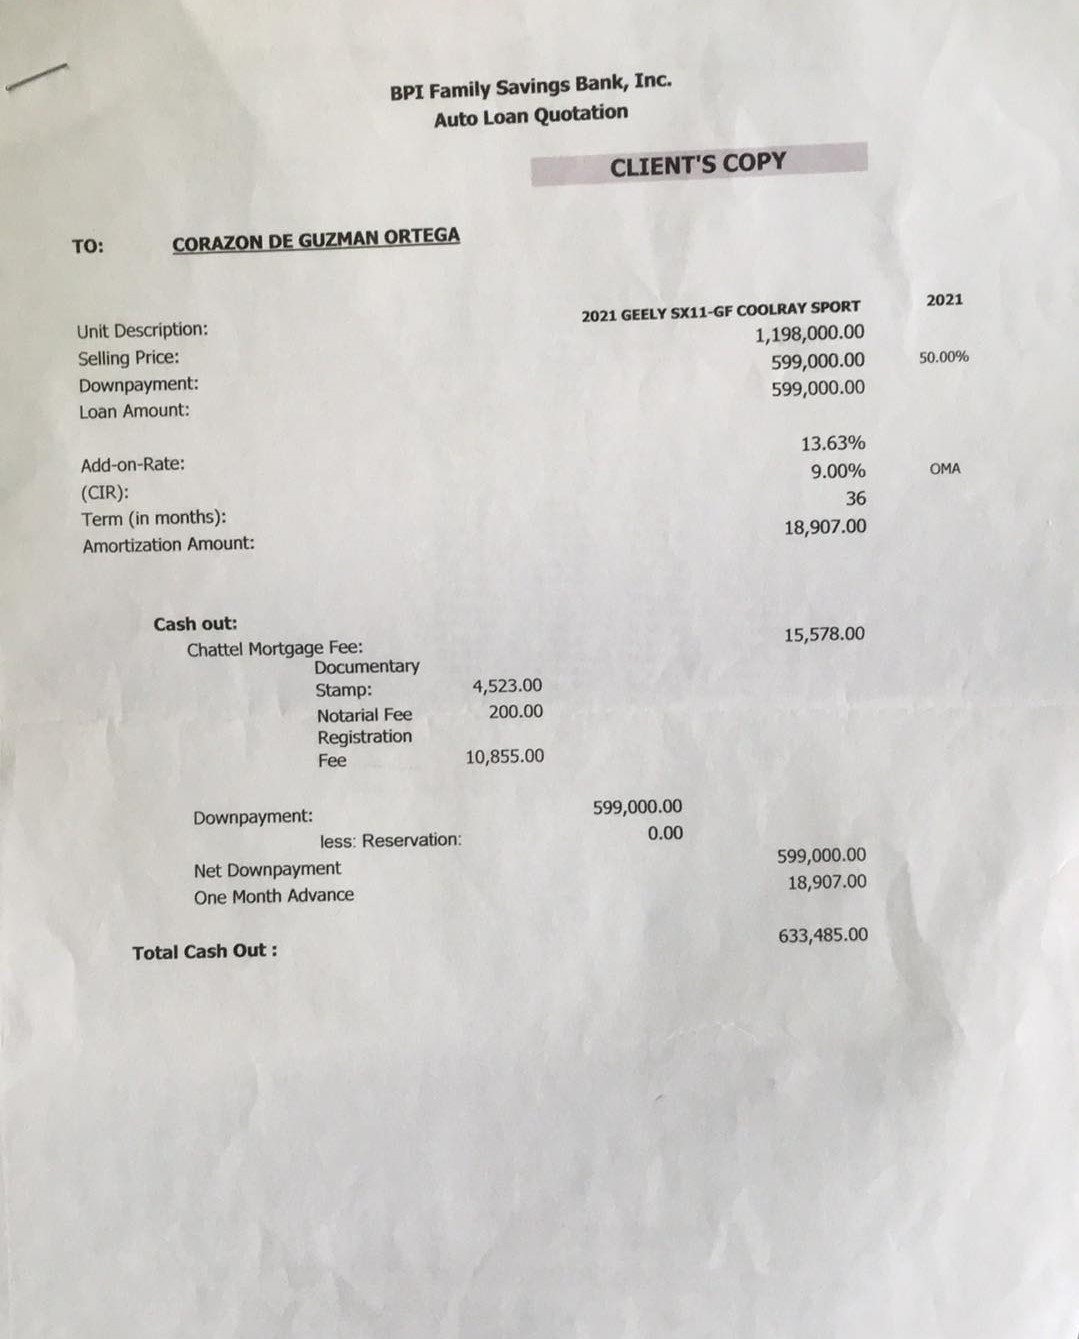 BPI Family Savings Bank, Inc.
Auto Loan Quotation
CLIENT'S COPY
TO: CORAZON DE GUZMAN ORTEGA
Unit Description: 2021 GEELY SX11-GF COOLRAY SPORT 2021
Selling Price: 1,198,000.00
Downpayment: 599,000.00 50.00%
Loan Amount: 599,000.00
Add-on-Rate: 13.63%
(CIR): 9.00% OMA
Term (in months): 36
Amortization Amount: 18,907.00
Cash out:
Chattel Mortgage Fee: 15,578.00
Documentary
Stamp: 4,523.00
Notarial Fee 200.00
Registration
Fee 10,855.00
Downpayment: 599,000.00
less: Reservation: 0.00
Net Downpayment 599,000.00
One Month Advance 18,907.00
Total Cash Out : 633,485.00